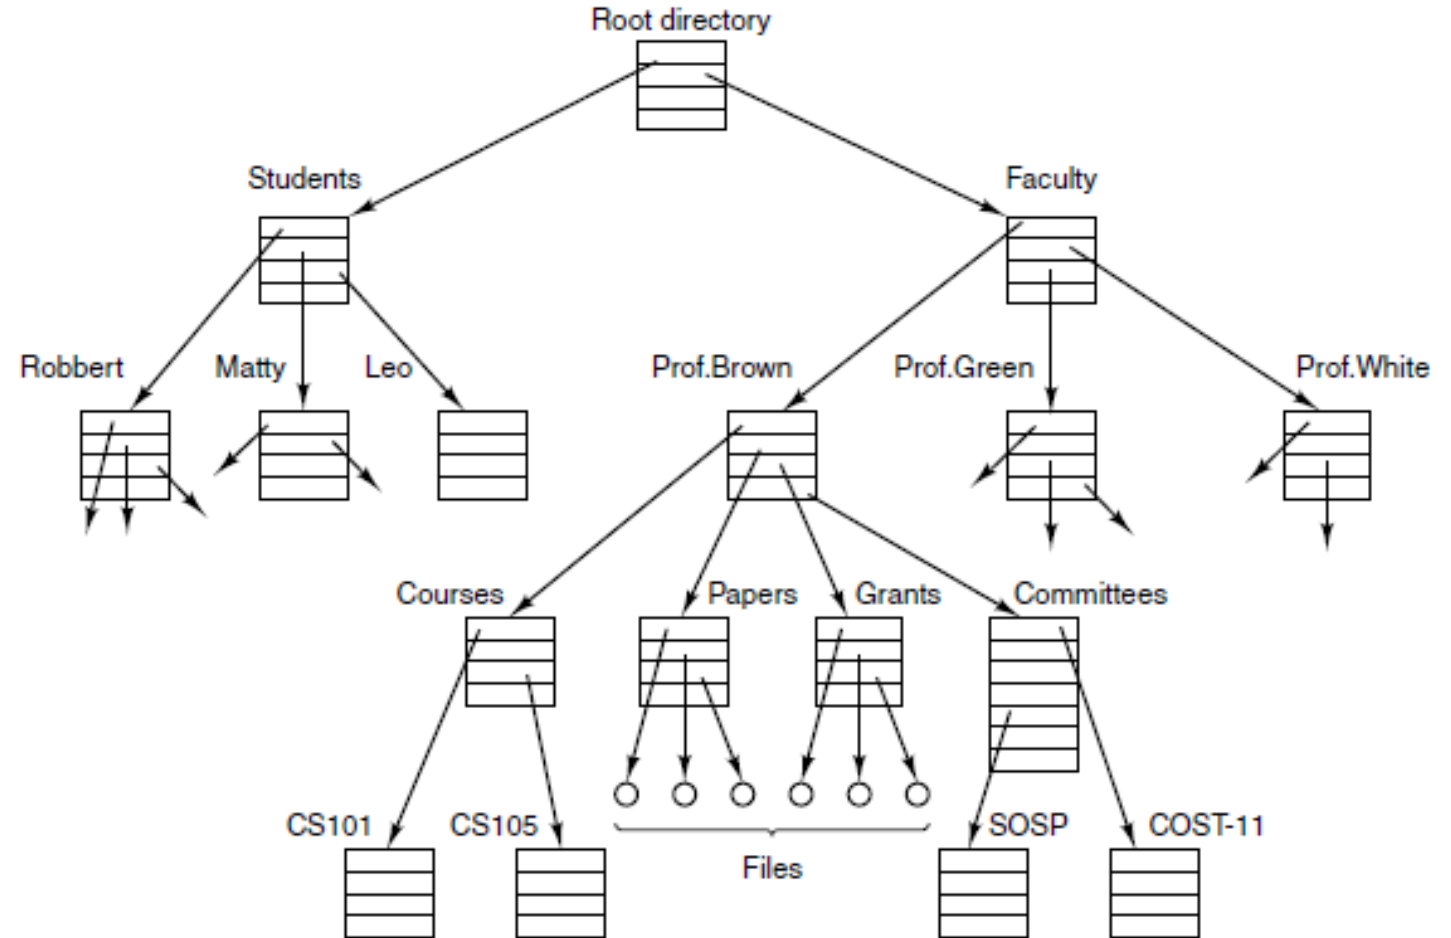 Root directory
Students
Faculty
Robbert
Matty
Leo
Prof.Brown
Prof.Green
Prof.White
Courses
Papers
Grants
Committees
CS101
CS105
SOSP
COST-11
Files